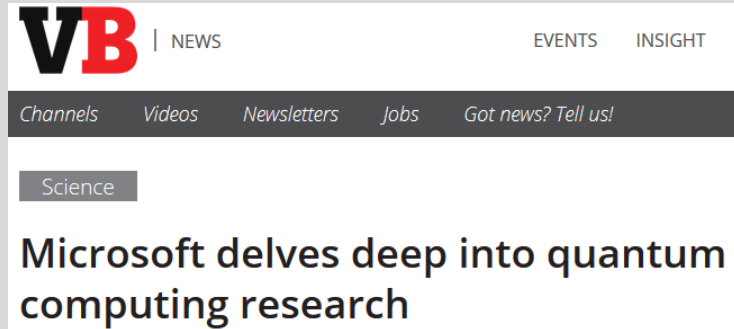 VB | NEWS EVENTS INSIGHT
Channels Videos Newsletters Jobs Got news? Tell us!
Science
Microsoft delves deep into quantum
computing research